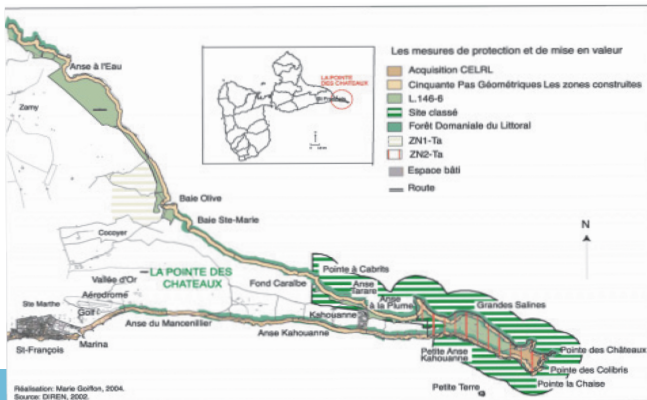 Les mesures de protection et de mise en valeur
Acquisition CELRL
Cinquante Pas Géométriques Les zones construites
L.146-6
Site classé
Forêt Domaniale du Littoral
ZN1-Ta
ZN2-Ta
Espace bâti
Route
LA POINTE
DES CHATEAUX
St François
N
Anse à l'Eau
Zamy
Baie Olive
Baie Ste-Marie
Cocoyer
Vallée d'Or
LA POINTE DES
CHATEAUX
Fond Caraïbe
Pointe à Cabrits
Anse
Tarare
Anse
à la Plume
Grandes Salines
Ste Marthe
Aérodrome
Golf
Kahouanne
St-François
Marina
Anse du Mancenillier
Anse Kahouanne
Petite Anse
Kahouanne
Pointe des Châteaux
Pointe des Colibris
Pointe la Chaise
Petite Terre
Réalisation: Marie Goiffon, 2004.
Source: DIREN, 2002.